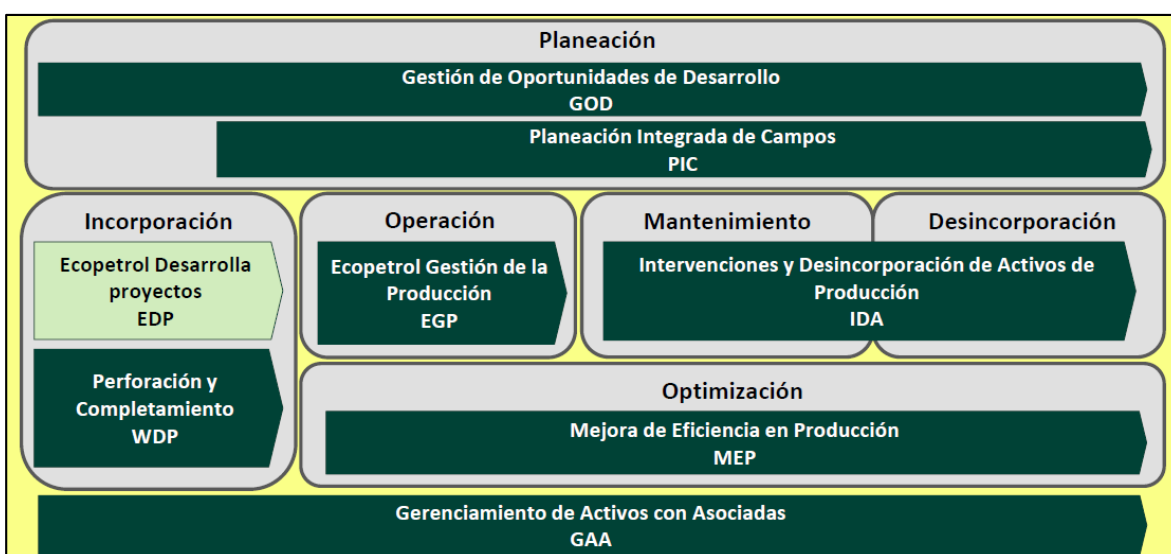 Planeación
Gestión de Oportunidades de Desarrollo
GOD
Planeación Integrada de Campos
PIC
Incorporación
Ecopetrol Desarrolla
proyectos
EDP
Perforación y
Completamiento
WDP
Operación
Ecopetrol Gestión de la
Producción
EGP
Mantenimiento
Desincorporación
Intervenciones y Desincorporación de Activos de
Producción
IDA
Optimización
Mejora de Eficiencia en Producción
MEP
Gerenciamiento de Activos con Asociadas
GAA